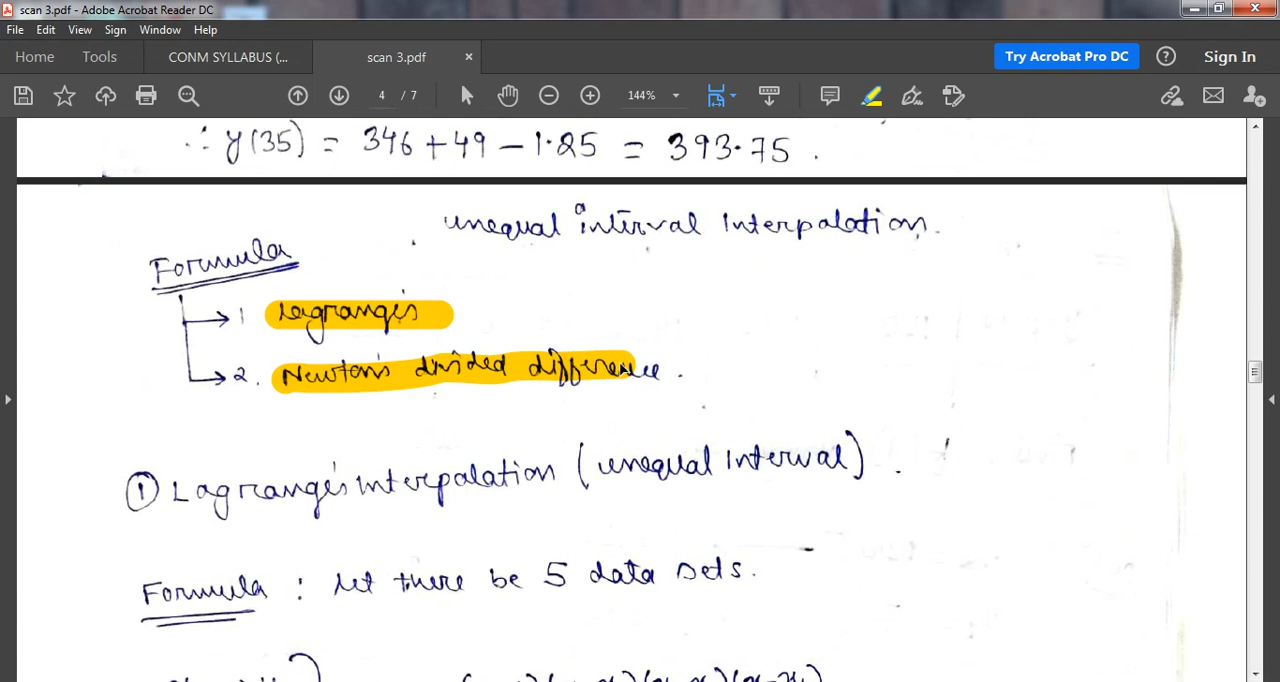 scan 3.pdf - Adobe Acrobat Reader DC
File Edit View Sign Window Help
Home Tools CONM SYLLABUS (... scan 3.pdf × Try Acrobat Pro DC ? Sign In
4 / 7 144%
∴ y(35) = 346 + 49 - 1.25 = 393.75 .
unequal interval Interpalation.
Formula
1 Lagrange's
2. Newton's divided difference .
① Lagrange's interpalation (unequal interval) .
Formula : let there be 5 data sets.